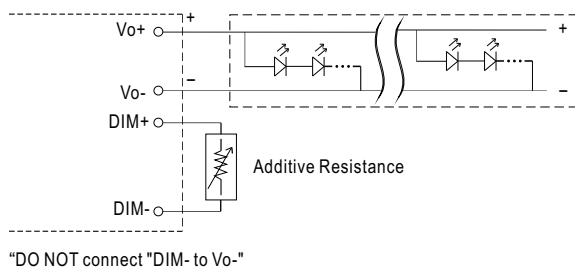 Vo+
+
+
Vo-
−
−
DIM+
Additive Resistance
DIM-
“DO NOT connect "DIM- to Vo-"